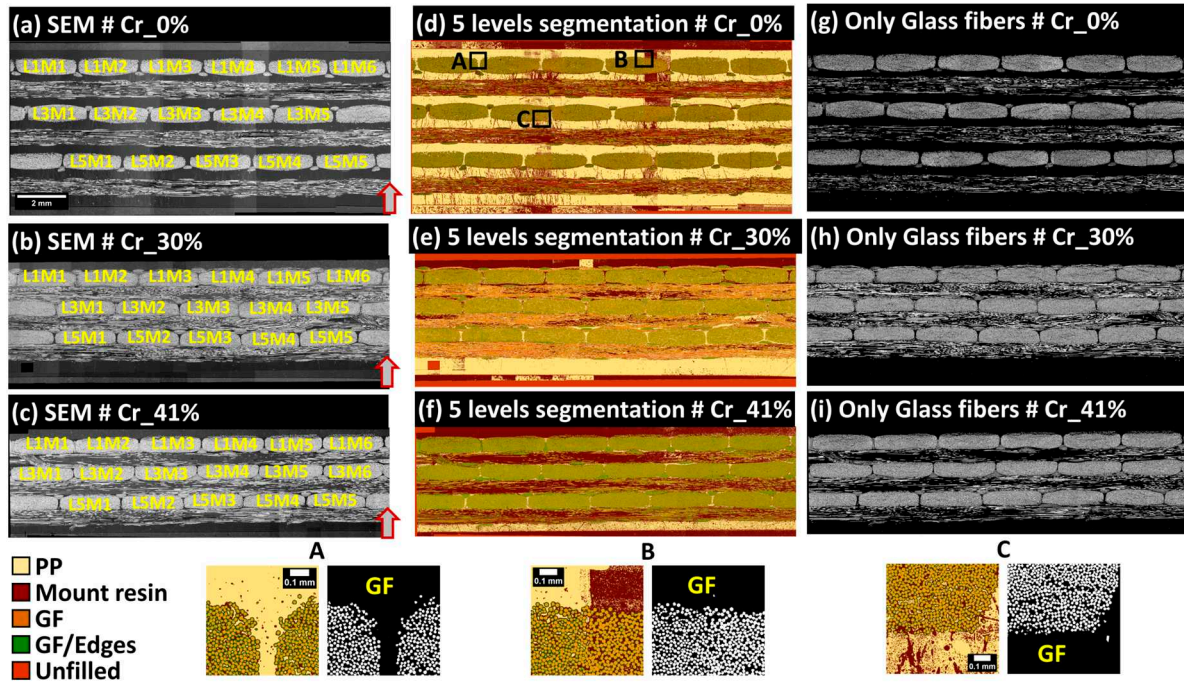 (a) SEM # Cr_0%
L1M1 L1M2 L1M3 L1M4 L1M5 L1M6
L3M1 L3M2 L3M3 L3M4 L3M5
L5M1 L5M2 L5M3 L5M4 L5M5
2 mm
(d) 5 levels segmentation # Cr_0%
A
B
C
(g) Only Glass fibers # Cr_0%
(b) SEM # Cr_30%
L1M1 L1M2 L1M3 L1M4 L1M5 L1M6
L3M1 L3M2 L3M3 L3M4 L3M5
L5M1 L5M2 L5M3 L5M4 L5M5
(e) 5 levels segmentation # Cr_30%
(h) Only Glass fibers # Cr_30%
(c) SEM # Cr_41%
L1M1 L1M2 L1M3 L1M4 L1M5 L1M6
L3M1 L3M2 L3M3 L3M4 L3M5 L3M6
L5M1 L5M2 L5M3 L5M4 L5M5
(f) 5 levels segmentation # Cr_41%
(i) Only Glass fibers # Cr_41%
PP
Mount resin
GF
GF/Edges
Unfilled
A
0.1 mm
GF
B
0.1 mm
GF
C
0.1 mm
GF